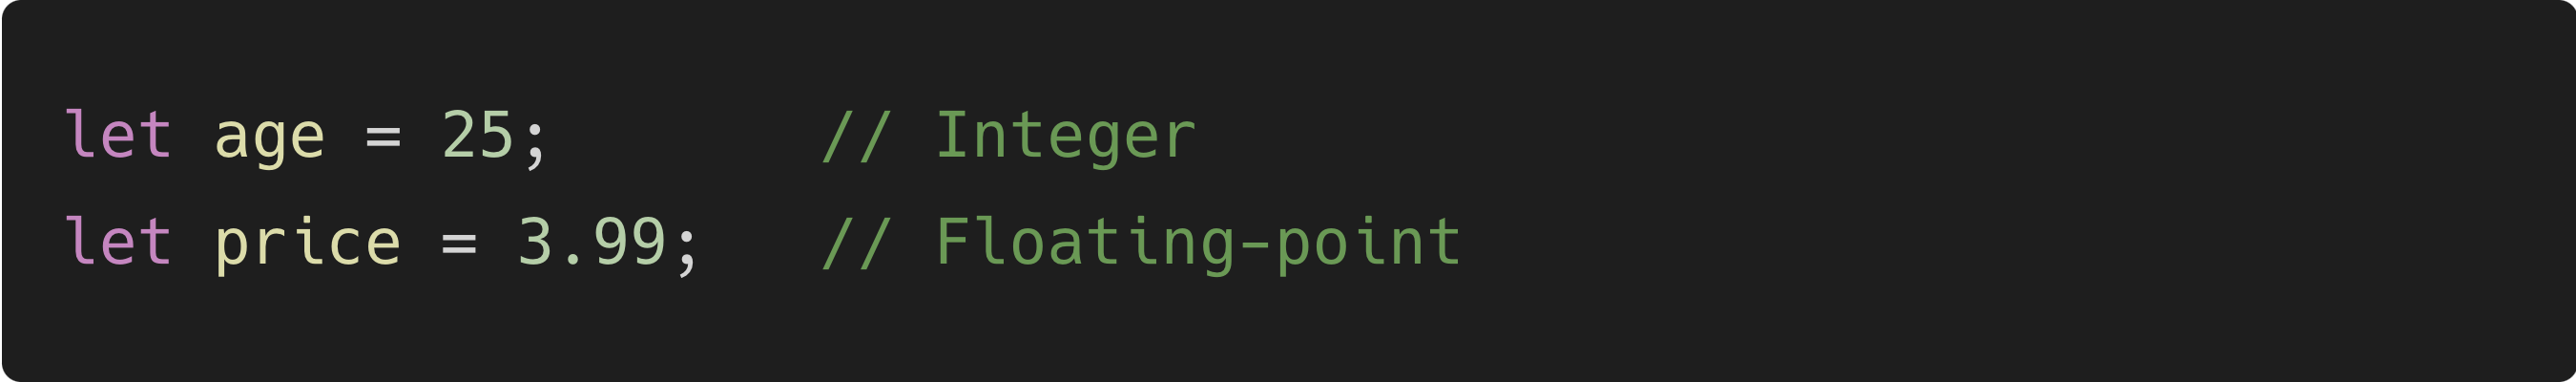 let age = 25;       // Integer
let price = 3.99;   // Floating-point